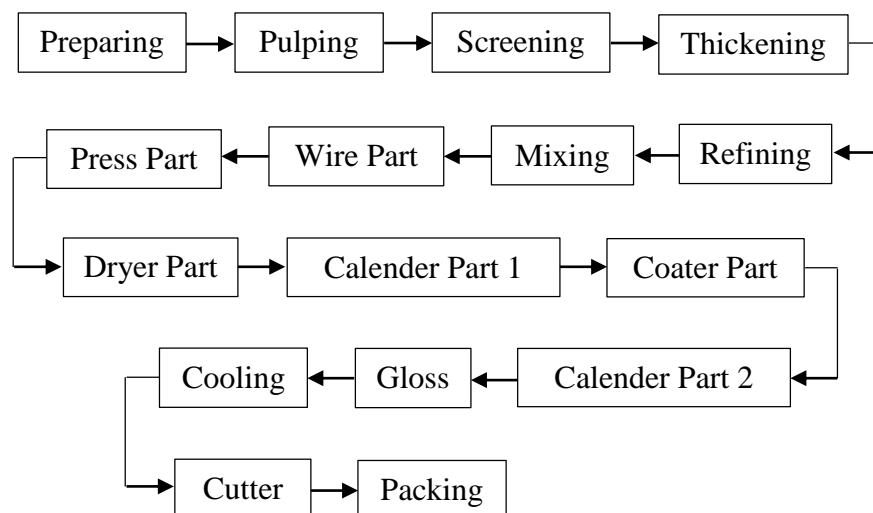 Preparing Pulping Screening Thickening
Press Part Wire Part Mixing Refining
Dryer Part Calender Part 1 Coater Part
Cooling Gloss Calender Part 2
Cutter Packing